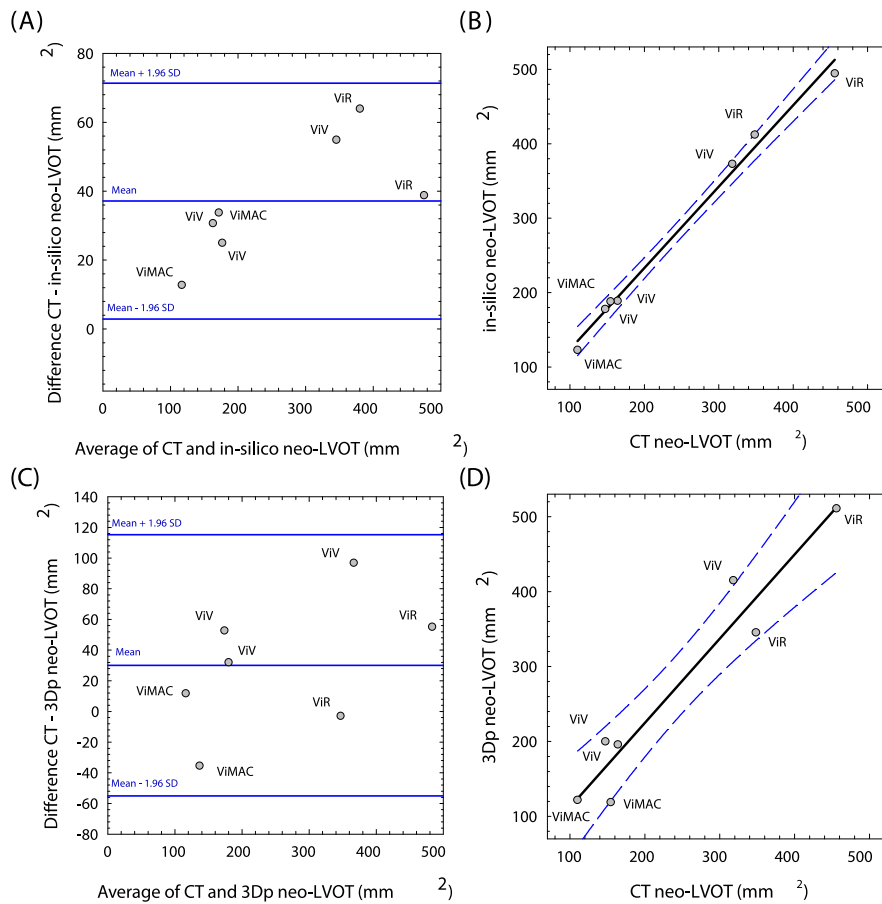 (A)
2)
Difference CT - in-silico neo-LVOT (mm
80
60
40
20
0
Mean + 1.96 SD
Mean
Mean - 1.96 SD
ViR
ViV
ViR
ViV
ViMAC
ViV
ViMAC
0
100
200
300
400
500
Average of CT and in-silico neo-LVOT (mm
2)
(B)
2)
in-silico neo-LVOT (mm
500
400
300
200
100
ViR
ViR
ViV
ViMAC
ViV
ViV
ViMAC
100
200
300
400
500
CT neo-LVOT (mm
2)
(C)
2)
Difference CT - 3Dp neo-LVOT (mm
140
120
100
80
60
40
20
0
-20
-40
-60
-80
Mean + 1.96 SD
Mean
Mean - 1.96 SD
ViV
ViR
ViV
ViV
ViMAC
ViR
ViMAC
0
100
200
300
400
500
Average of CT and 3Dp neo-LVOT (mm
2)
(D)
2)
3Dp neo-LVOT (mm
500
400
300
200
100
ViR
ViV
ViR
ViV
ViV
ViMAC
ViMAC
100
200
300
400
500
CT neo-LVOT (mm
2)